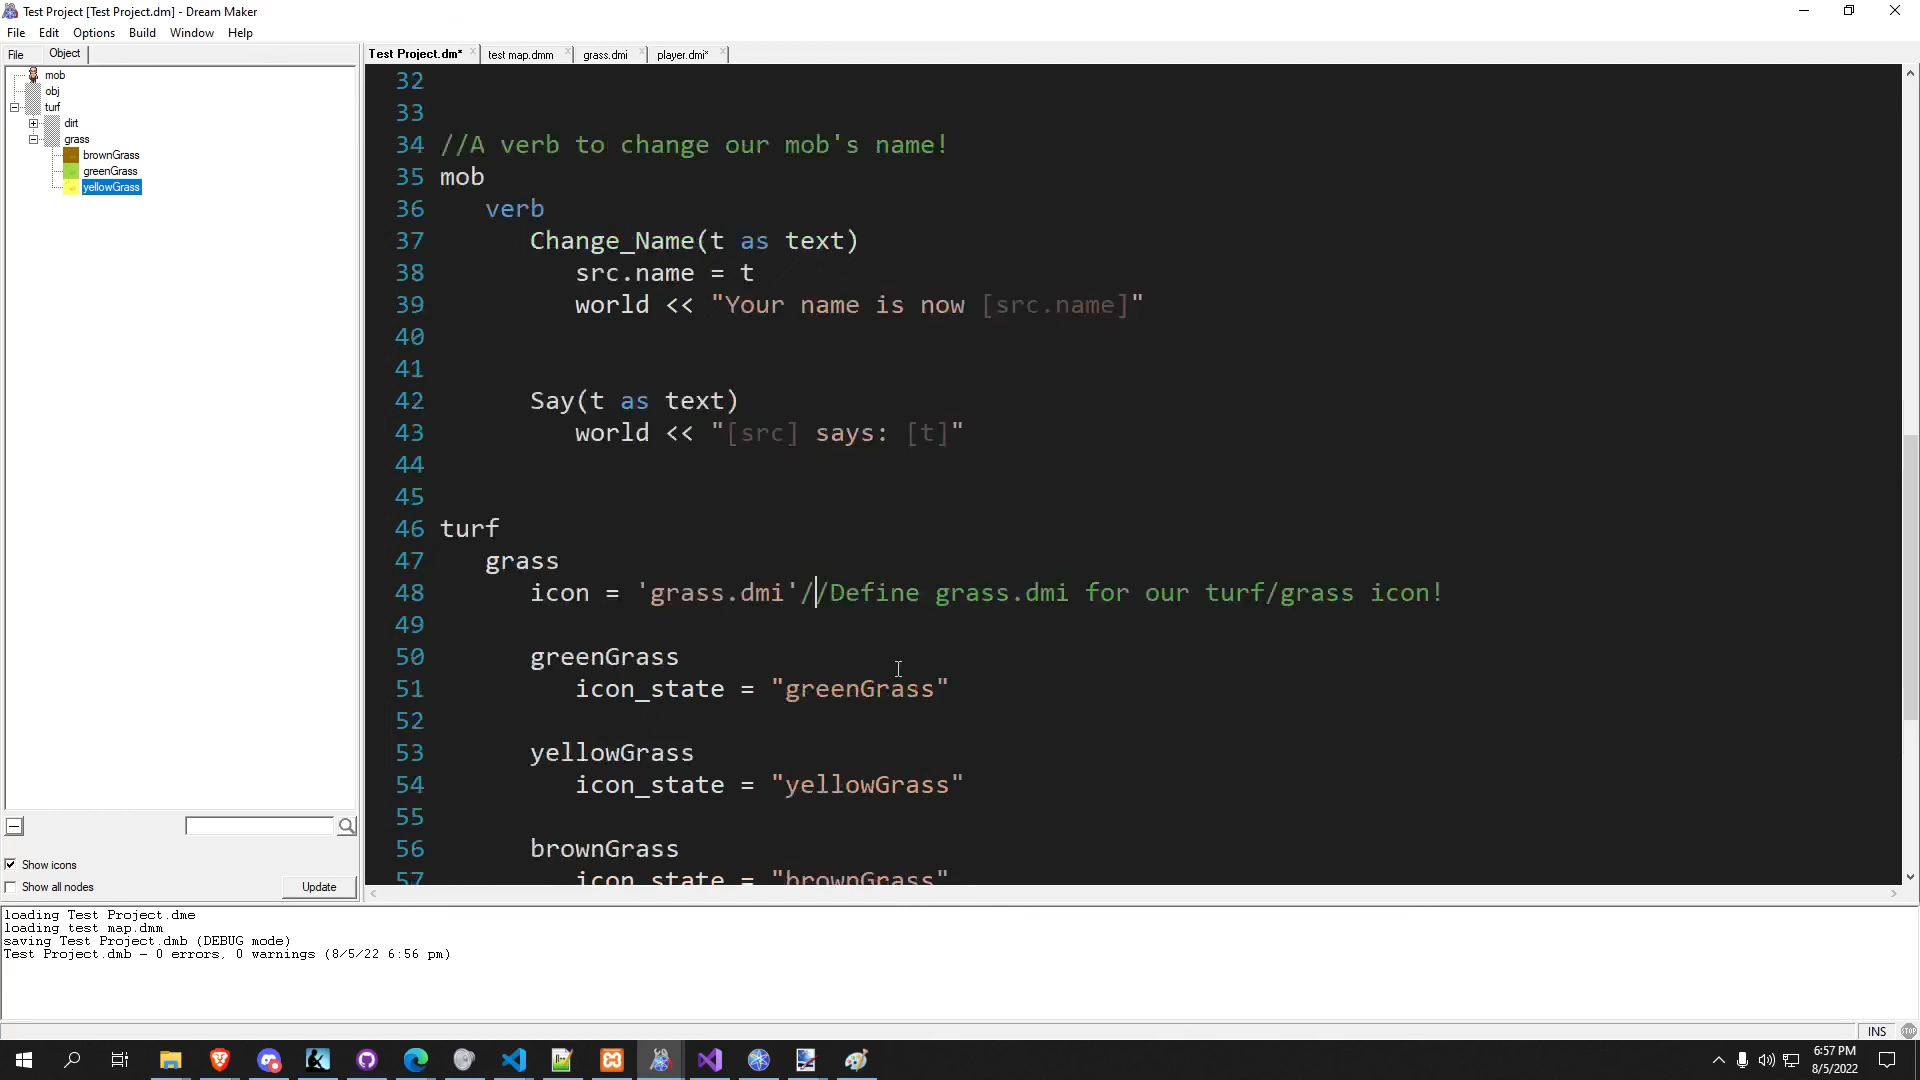 Test Project [Test Project.dm] - Dream Maker
File Edit Options Build Window Help
File Object
Test Project.dm* test map.dmm grass.dmi player.dmi*
mob
obj
turf
dirt
grass
brownGrass
greenGrass
yellowGrass
Show icons
Show all nodes
Update
32
33
34 //A verb to change our mob's name!
35 mob
36 verb
37 Change_Name(t as text)
38 src.name = t
39 world << "Your name is now [src.name]"
40
41
42 Say(t as text)
43 world << "[src] says: [t]"
44
45
46 turf
47 grass
48 icon = 'grass.dmi'//Define grass.dmi for our turf/grass icon!
49
50 greenGrass
51 icon_state = "greenGrass"
52
53 yellowGrass
54 icon_state = "yellowGrass"
55
56 brownGrass
57 icon_state = "brownGrass"
loading Test Project.dme
loading test map.dmm
saving Test Project.dmb (DEBUG mode)
Test Project.dmb - 0 errors, 0 warnings (8/5/22 6:56 pm)
INS
STOP
6:57 PM
8/5/2022